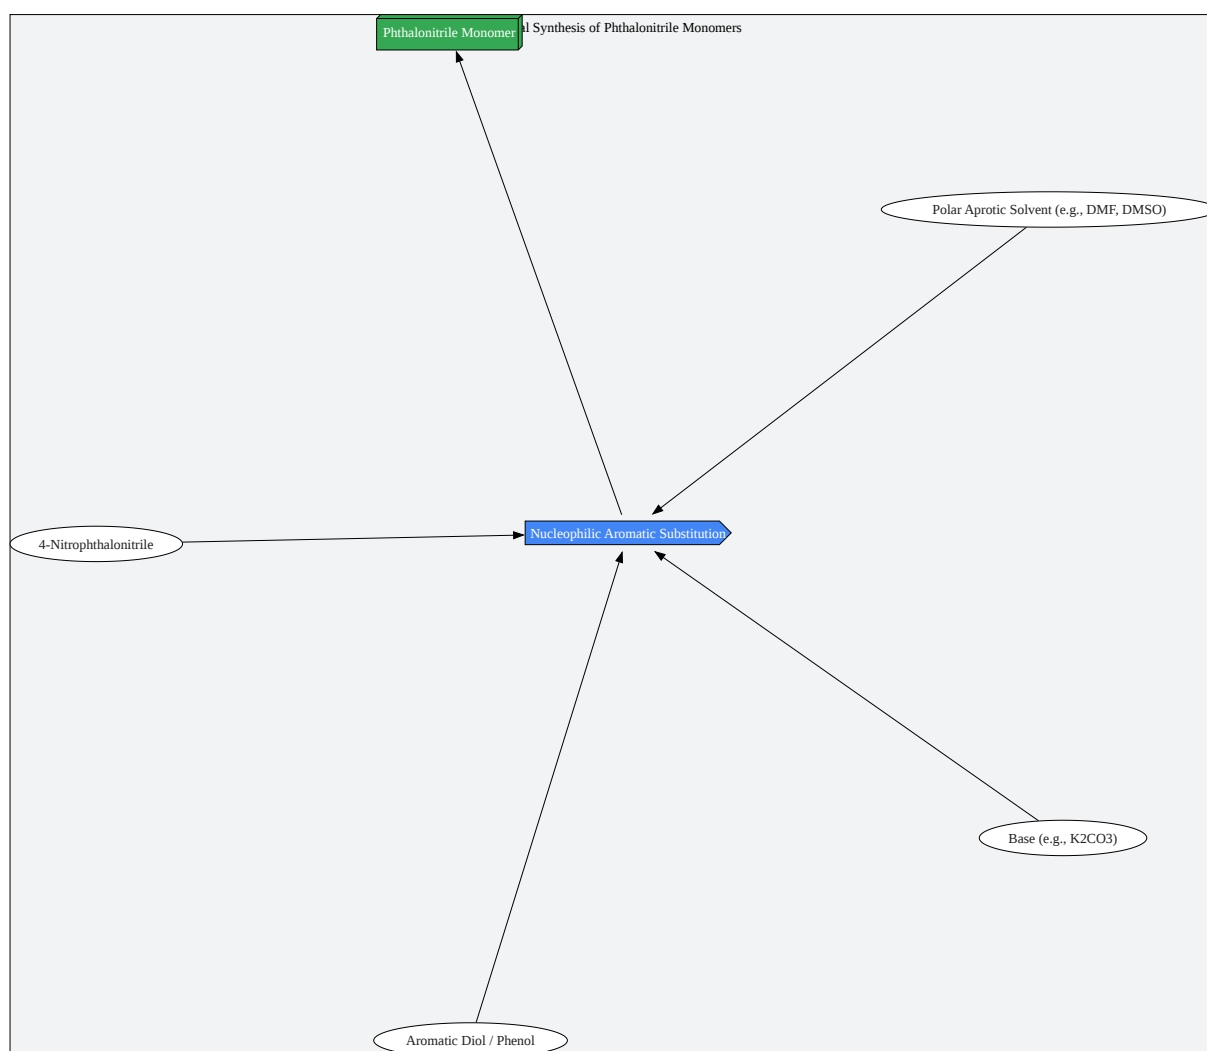 Phthalonitrile Monomer
Synthesis of Phthalonitrile Monomers
Polar Aprotic Solvent (e.g., DMF, DMSO)
Nucleophilic Aromatic Substitution
4-Nitrophthalonitrile
Base (e.g., K2CO3)
Aromatic Diol / Phenol